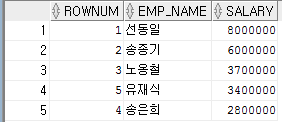 ROWNUM EMP_NAME SALARY
1 1 선동일 8000000
2 2 송종기 6000000
3 3 노옹철 3700000
4 5 유재식 3400000
5 4 송은희 2800000